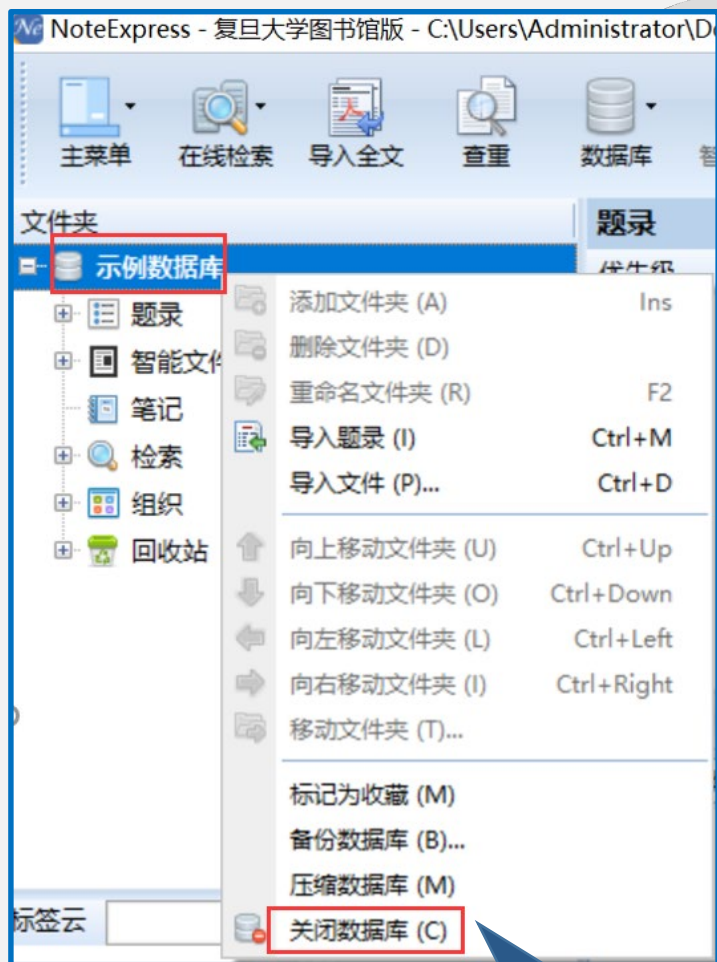 NoteExpress - 复旦大学图书馆版 - C:\Users\Administrator\D
主菜单 在线检索 导入全文 查重 数据库
文件夹 题录
示例数据库 优先级
题录
智能文件
笔记
检索
组织
回收站
添加文件夹 (A) Ins
删除文件夹 (D)
重命名文件夹 (R) F2
导入题录 (I) Ctrl+M
导入文件 (P)... Ctrl+D
向上移动文件夹 (U) Ctrl+Up
向下移动文件夹 (O) Ctrl+Down
向左移动文件夹 (L) Ctrl+Left
向右移动文件夹 (I) Ctrl+Right
移动文件夹 (T)...
标记为收藏 (M)
备份数据库 (B)...
压缩数据库 (M)
关闭数据库 (C)
标签云